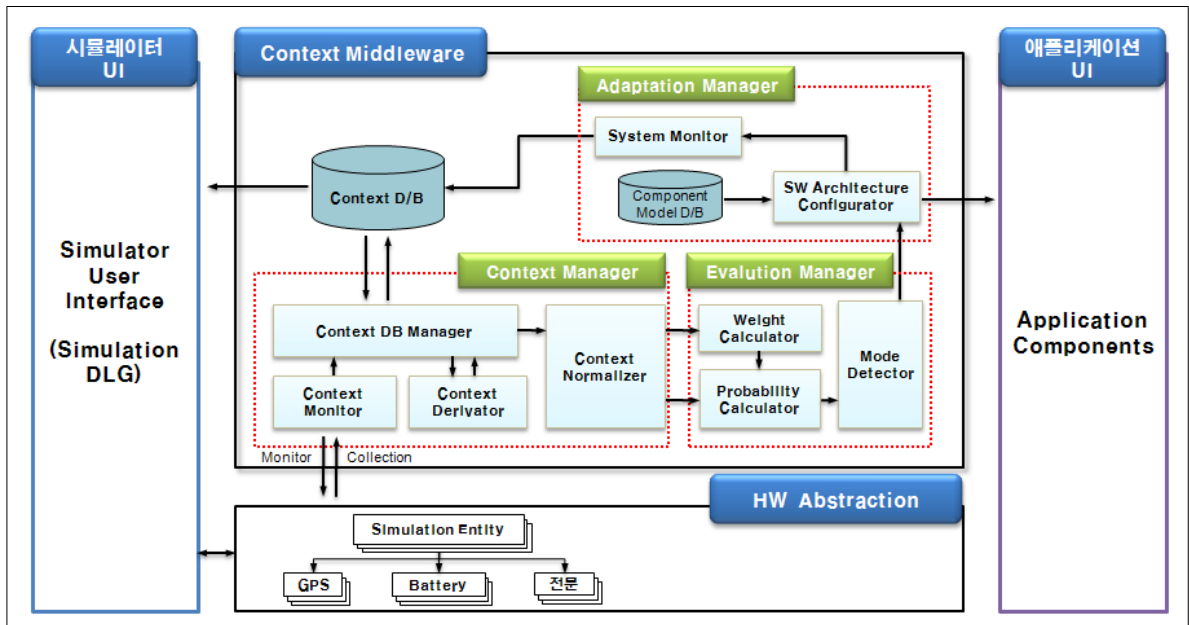 시뮬레이터
UI
Context Middleware
애플리케이션
UI
Adaptation Manager
System Monitor
Context D/B
Component
Model D/B
SW Architecture
Configurator
Simulator
User
Interface
(Simulation
DLG)
Context Manager
Evalution Manager
Context DB Manager
Context
Normalizer
Weight
Calculator
Mode
Detector
Application
Components
Context
Monitor
Context
Derivator
Probability
Calculator
Monitor
Collection
HW Abstraction
Simulation Entity
GPS
Battery
전문